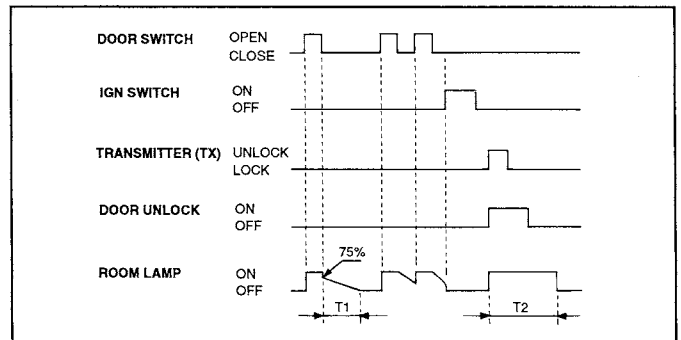 DOOR SWITCH OPEN
CLOSE
IGN SWITCH ON
OFF
TRANSMITTER (TX) UNLOCK
LOCK
DOOR UNLOCK ON
OFF
75%
ROOM LAMP ON
OFF
T1 T2